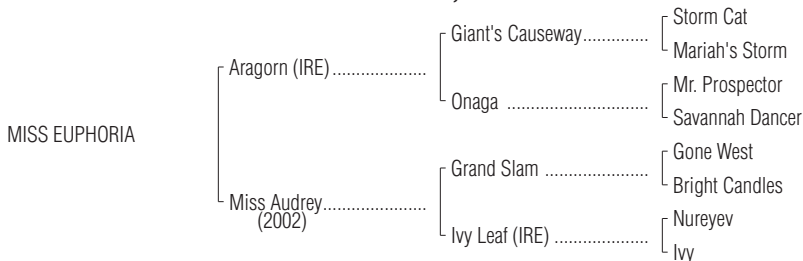 Storm Cat
Giant's Causeway..............
Mariah's Storm
Aragorn (IRE)....................
Mr. Prospector
Onaga ..............................
Savannah Dancer
MISS EUPHORIA
Gone West
Grand Slam ......................
Bright Candles
Miss Audrey......................
(2002)
Nureyev
Ivy Leaf (IRE) ....................
Ivy